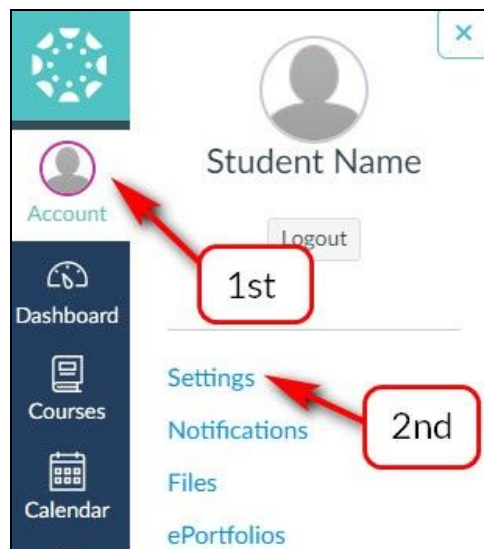 ×
Student Name
Account
Logout
1st
Dashboard
Settings
Courses
2nd
Notifications
Files
Calendar
ePortfolios